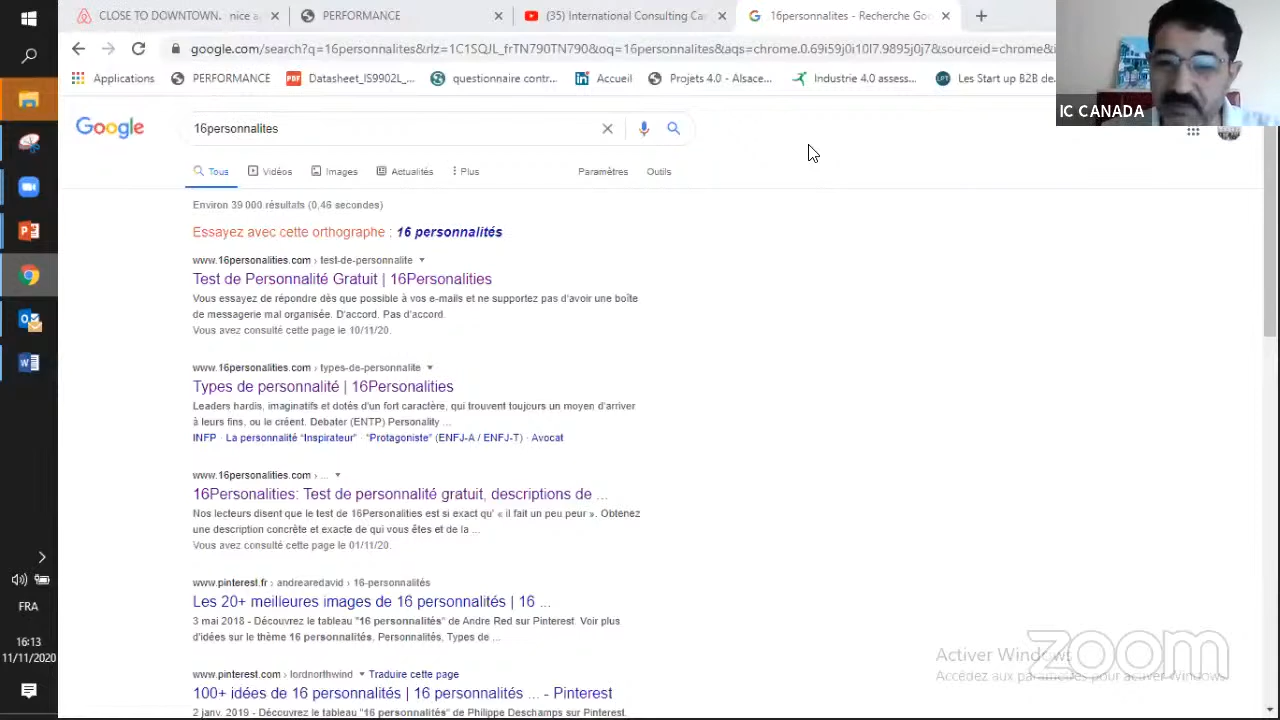 CLOSE TO DOWNTOWN. nice a
PERFORMANCE
(35) International Consulting Ca
16personnalites - Recherche Go
google.com/search?q=16personnalites&rlz=1C1SQJL_frTN790TN790&oq=16personnalites&aqs=chrome.0.69i59j0i10l7.9895j0j7&sourceid=chrome&i
Applications
PERFORMANCE
Datasheet_IS9902L_...
questionnaire contr...
Accueil
Projets 4.0 - Alsace...
Industrie 4.0 assess...
Les Start up B2B de
IC CANADA
Google
16personnalites
Tous
Vidéos
Images
Actualités
Plus
Paramètres
Outils
Environ 39 000 résultats (0,46 secondes)
Essayez avec cette orthographe : 16 personnalités
www.16personalities.com › test-de-personnalite
Test de Personnalité Gratuit | 16Personalities
Vous essayez de répondre dès que possible à vos e-mails et ne supportez pas d'avoir une boîte
de messagerie mal organisée. D'accord. Pas d'accord.
Vous avez consulté cette page le 10/11/20.
www.16personalities.com › types-de-personnalite
Types de personnalité | 16Personalities
Leaders hardis, imaginatifs et dotés d'un fort caractère, qui trouvent toujours un moyen d'arriver
à leurs fins, ou le créent. Debater (ENTP) Personality ...
INFP · La personnalité "Inspirateur" · "Protagoniste" (ENFJ-A / ENFJ-T) · Avocat
www.16personalities.com › ...
16Personalities: Test de personnalité gratuit, descriptions de ...
Nos lecteurs disent que le test de 16Personalities est si exact qu' « il fait un peu peur ». Obtenez
une description concrète et exacte de qui vous êtes et de la ...
Vous avez consulté cette page le 01/11/20.
www.pinterest.fr › andrearedavid › 16-personnalités
Les 20+ meilleures images de 16 personnalités | 16 ...
3 mai 2018 - Découvrez le tableau "16 personnalités" de Andre Red sur Pinterest. Voir plus
d'idées sur le thème 16 personnalités, Personnalités, Types de ...
www.pinterest.com › lordnorthwind
Traduire cette page
100+ idées de 16 personnalités | 16 personnalités ... - Pinterest
2 janv. 2019 - Découvrez le tableau "16 personnalités" de Philippe Deschamps sur Pinterest.
FRA
16:13
11/11/2020
Activer Windows
Accédez aux paramètres pour activer Windows.
zoom